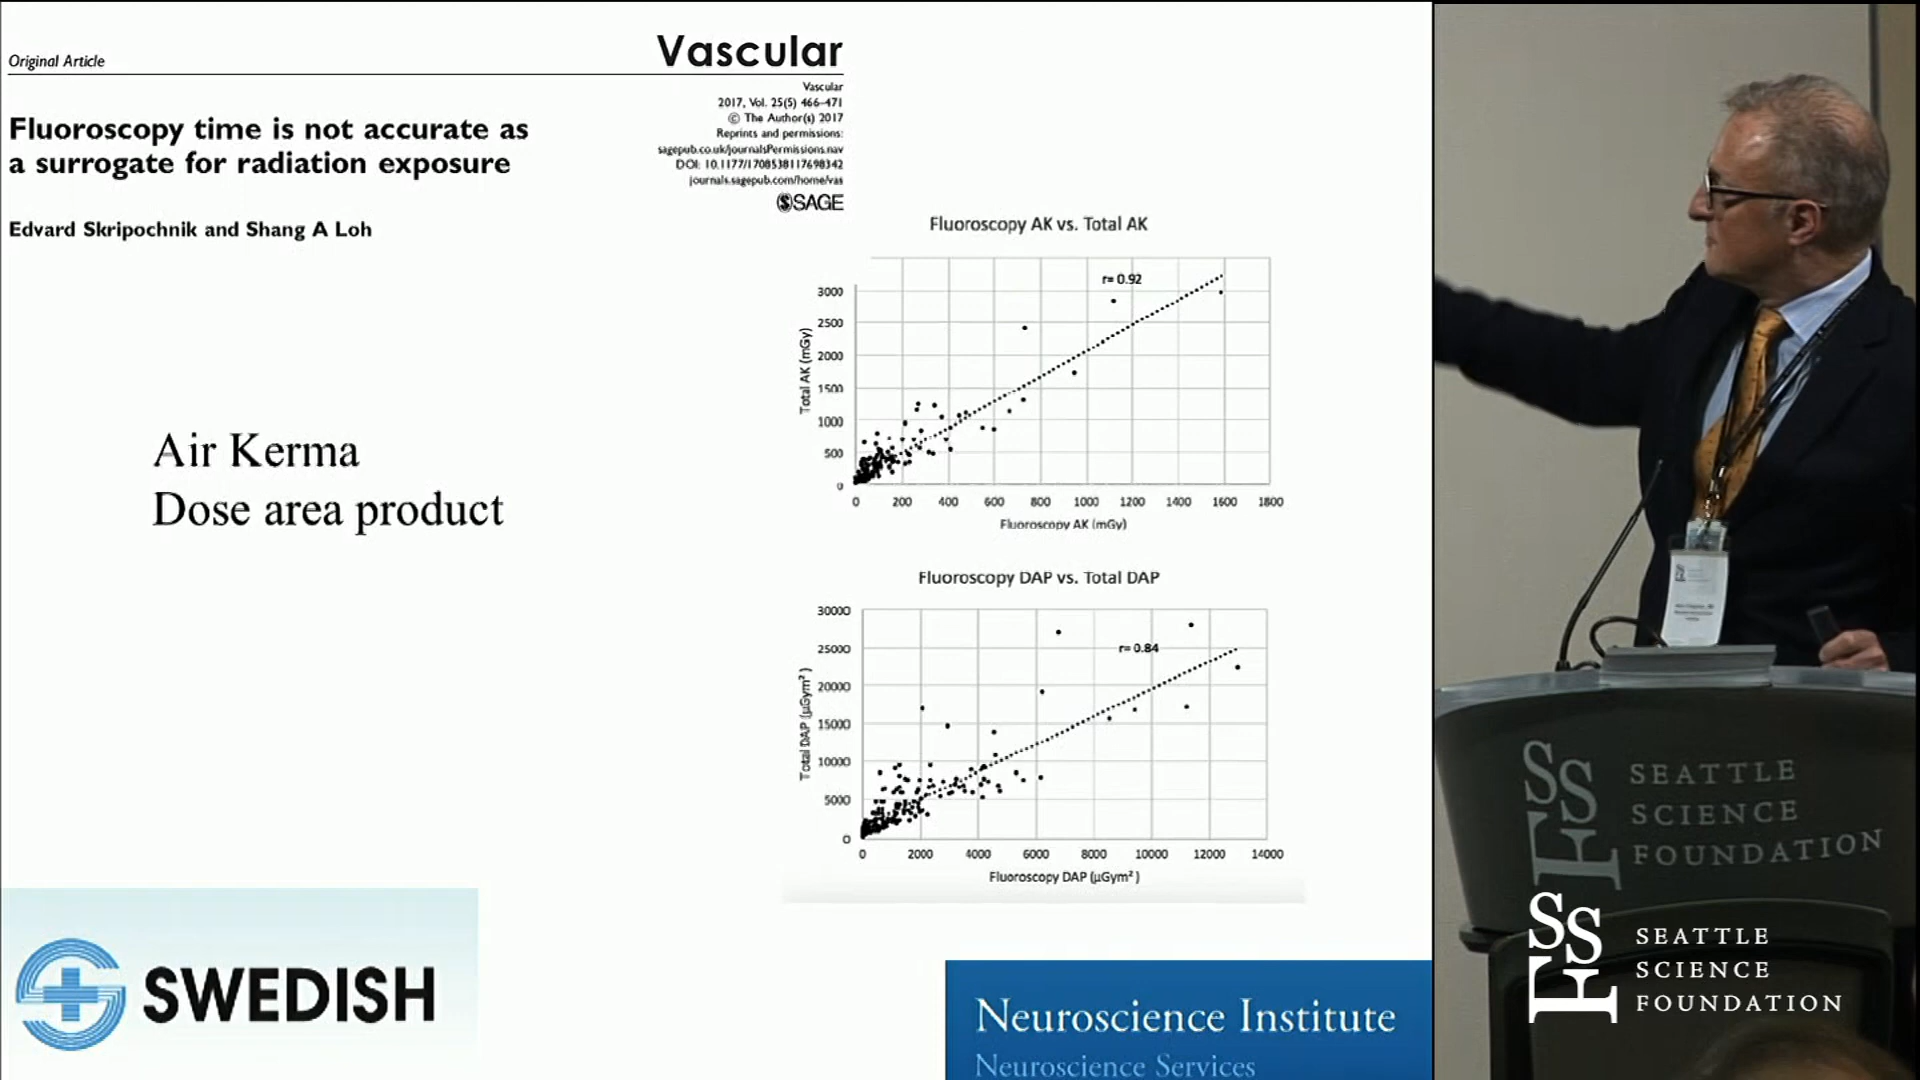 Original Article
Vascular
Vascular
2017, Vol. 25(5) 466–471
© The Author(s) 2017
Reprints and permissions:
sagepub.co.uk/journalsPermissions.nav
DOI: 10.1177/1708538117698342
journals.sagepub.com/home/vas
SAGE
Fluoroscopy time is not accurate as
a surrogate for radiation exposure
Edvard Skripochnik and Shang A Loh
Air Kerma
Dose area product
Fluoroscopy AK vs. Total AK
r= 0.92
Total AK (mGy)
3000
2500
2000
1500
1000
500
0
0 200 400 600 800 1000 1200 1400 1600 1800
Fluoroscopy AK (mGy)
Fluoroscopy DAP vs. Total DAP
r= 0.84
Total DAP (µGym²)
30000
25000
20000
15000
10000
5000
0
0 2000 4000 6000 8000 10000 12000 14000
Fluoroscopy DAP (µGym²)
SWEDISH
Neuroscience Institute
Neuroscience Services
SSF
SEATTLE
SCIENCE
FOUNDATION
SSF
SEATTLE
SCIENCE
FOUNDATION